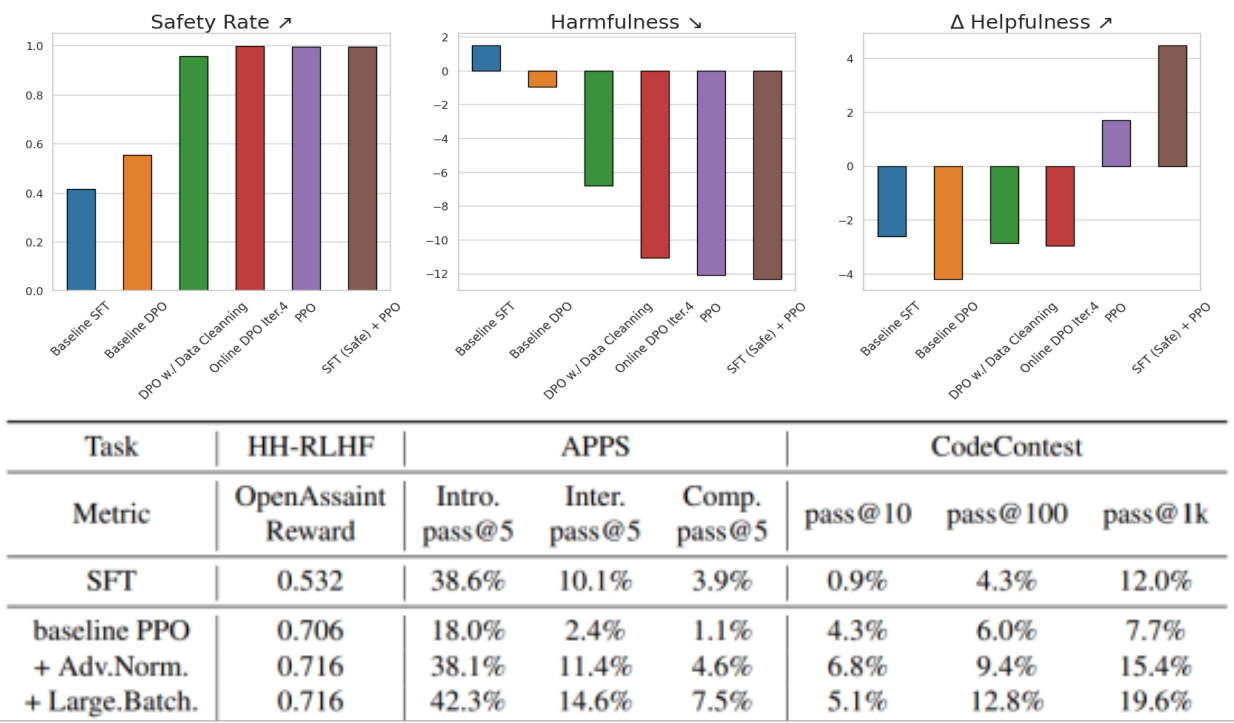 Safety Rate ↗
1.0
0.8
0.6
0.4
0.2
0.0
Baseline SFT
Baseline DPO
DPO w./ Data Cleanning
Online DPO Iter.4
PPO
SFT (Safe) + PPO
Harmfulness ↘
2
0
−2
−4
−6
−8
−10
−12
Baseline SFT
Baseline DPO
DPO w./ Data Cleanning
Online DPO Iter.4
PPO
SFT (Safe) + PPO
Δ Helpfulness ↗
4
2
0
−2
−4
Baseline SFT
Baseline DPO
DPO w./ Data Cleanning
Online DPO Iter.4
PPO
SFT (Safe) + PPO
Task HH-RLHF APPS CodeContest
Metric OpenAssaint Reward Intro. pass@5 Inter. pass@5 Comp. pass@5 pass@10 pass@100 pass@1k
SFT 0.532 38.6% 10.1% 3.9% 0.9% 4.3% 12.0%
baseline PPO 0.706 18.0% 2.4% 1.1% 4.3% 6.0% 7.7%
+ Adv.Norm. 0.716 38.1% 11.4% 4.6% 6.8% 9.4% 15.4%
+ Large.Batch. 0.716 42.3% 14.6% 7.5% 5.1% 12.8% 19.6%